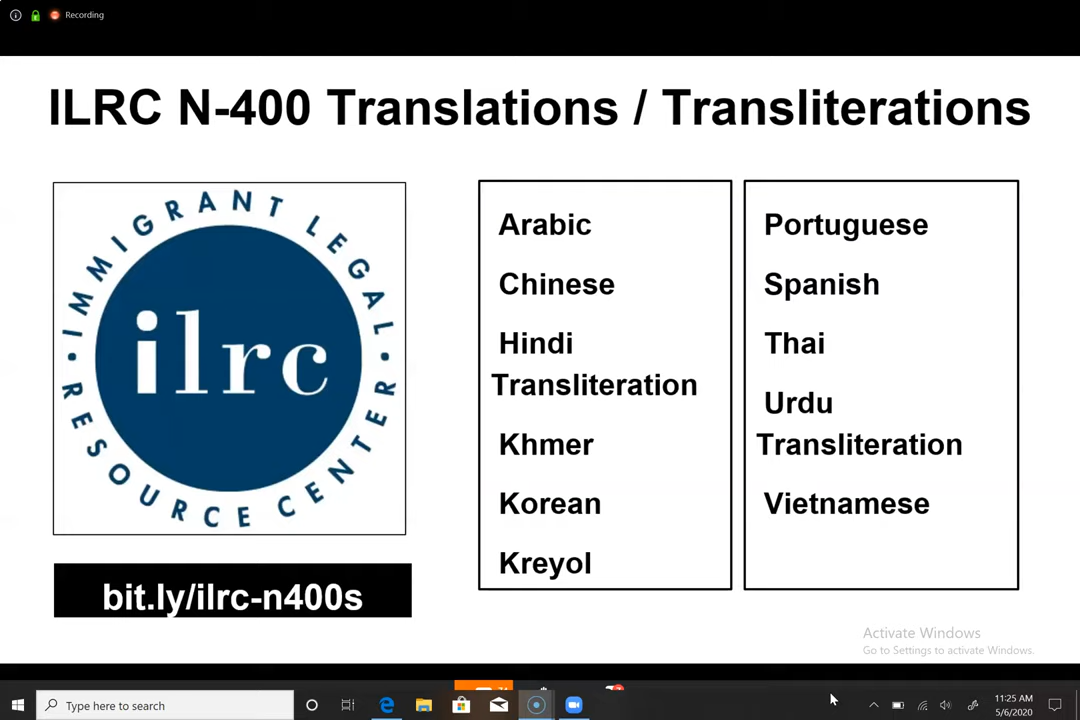 Recording
ILRC N-400 Translations / Transliterations
IMMIGRANT LEGAL
RESOURCE CENTER
ilrc
bit.ly/ilrc-n400s
Arabic
Chinese
Hindi
Transliteration
Khmer
Korean
Kreyol
Portuguese
Spanish
Thai
Urdu
Transliteration
Vietnamese
Activate Windows
Go to Settings to activate Windows.
Type here to search
11:25 AM
5/6/2020